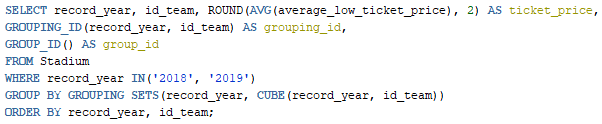 SELECT record_year, id_team, ROUND(AVG(average_low_ticket_price), 2) AS ticket_price,
GROUPING_ID(record_year, id_team) AS grouping_id,
GROUP_ID() AS group_id
FROM Stadium
WHERE record_year IN('2018', '2019')
GROUP BY GROUPING SETS(record_year, CUBE(record_year, id_team))
ORDER BY record_year, id_team;